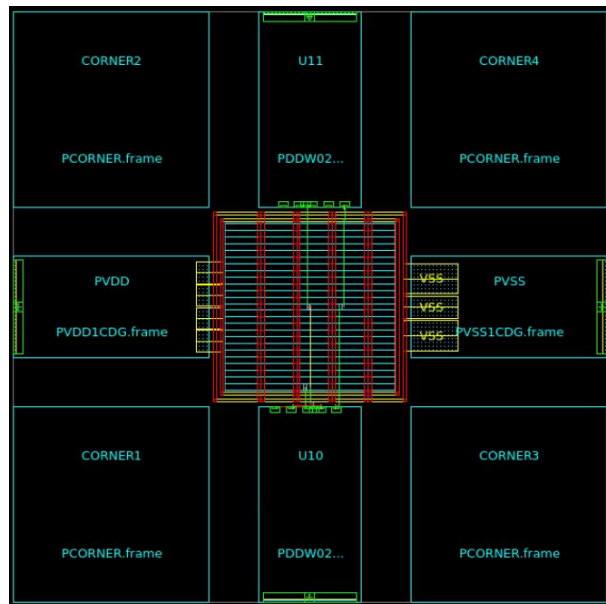 CORNER2
U11
CORNER4
PCORNER.frame
PDDW02...
PCORNER.frame
PVDD
VSS
PVSS
VSS
PVDD1CDG.frame
VSS
PVSS1CDG.frame
CORNER1
U10
CORNER3
PCORNER.frame
PDDW02...
PCORNER.frame